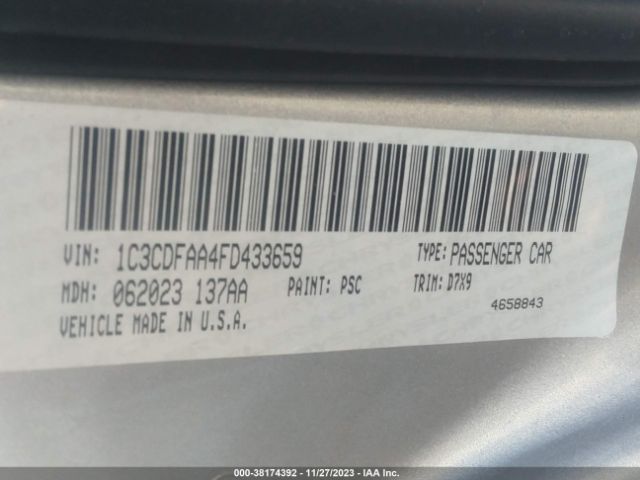 VIN: 1C3CDFAA4FD433659 TYPE: PASSENGER CAR
MDH: 062023 137AA PAINT: PSC TRIM: D7X9
VEHICLE MADE IN U.S.A. 4658843
000-38174392 - 11/27/2023 - IAA Inc.